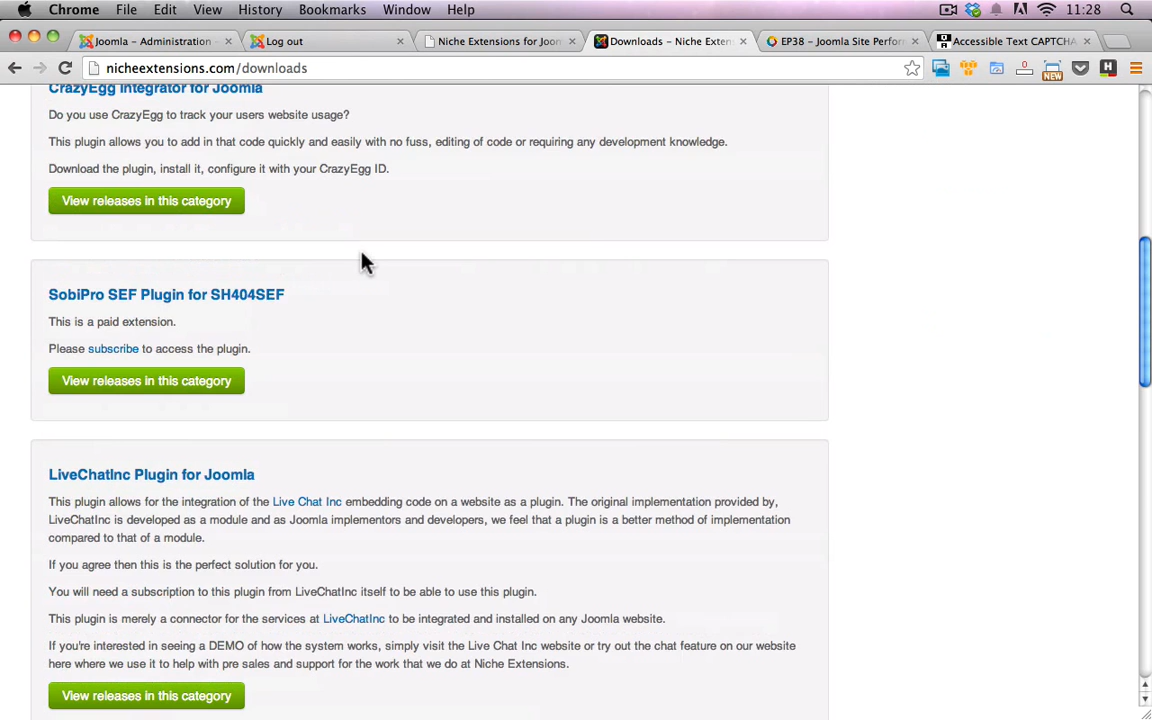 Chrome File Edit View History Bookmarks Window Help 11:28
Joomla - Administration - Log out Niche Extensions for Joom Downloads - Niche Exten EP38 - Joomla Site Perfor Accessible Text CAPTCHA
nicheextensions.com/downloads 0 NEW H
CrazyEgg Integrator for Joomla
Do you use CrazyEgg to track your users website usage?
This plugin allows you to add in that code quickly and easily with no fuss, editing of code or requiring any development knowledge.
Download the plugin, install it, configure it with your CrazyEgg ID.
View releases in this category
SobiPro SEF Plugin for SH404SEF
This is a paid extension.
Please subscribe to access the plugin.
View releases in this category
LiveChatInc Plugin for Joomla
This plugin allows for the integration of the Live Chat Inc embedding code on a website as a plugin. The original implementation provided by,
LiveChatInc is developed as a module and as Joomla implementors and developers, we feel that a plugin is a better method of implementation
compared to that of a module.
If you agree then this is the perfect solution for you.
You will need a subscription to this plugin from LiveChatInc itself to be able to use this plugin.
This plugin is merely a connector for the services at LiveChatInc to be integrated and installed on any Joomla website.
If you're interested in seeing a DEMO of how the system works, simply visit the Live Chat Inc website or try out the chat feature on our website
here where we use it to help with pre sales and support for the work that we do at Niche Extensions.
View releases in this category